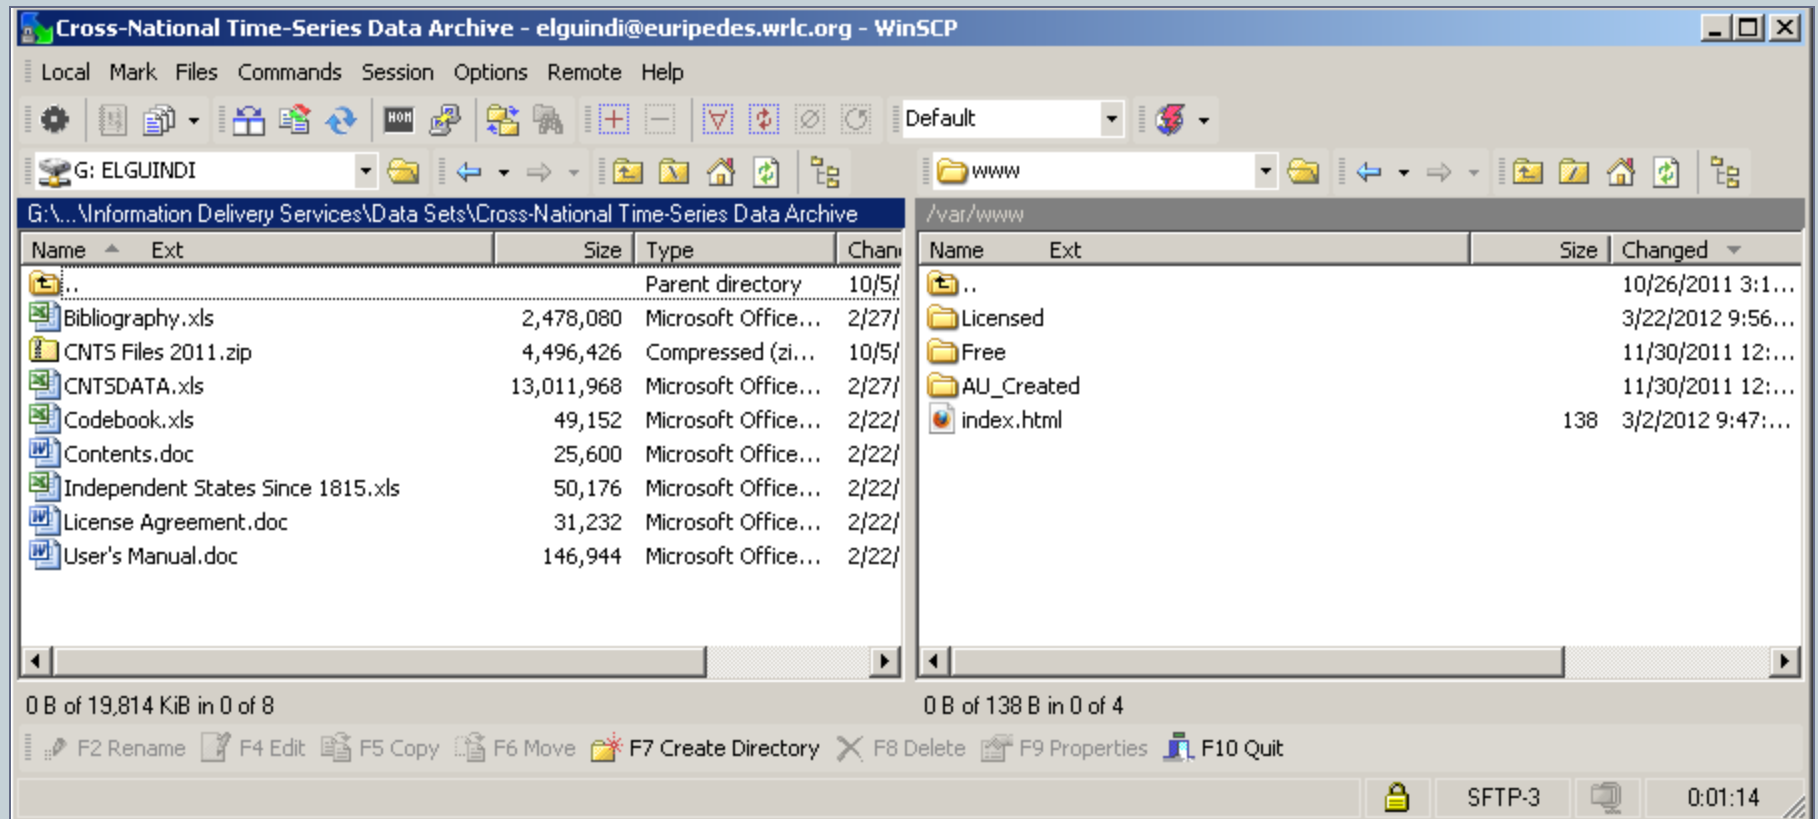 Cross-National Time-Series Data Archive - elguindi@euripedes.wrlc.org - WinSCP
Local Mark Files Commands Session Options Remote Help
Default
G: ELGUINDI
www
G:\...\Information Delivery Services\Data Sets\Cross-National Time-Series Data Archive
/var/www
Name Ext Size Type Chan
Name Ext Size Changed
.. Parent directory 10/5/
.. 10/26/2011 3:1...
Bibliography.xls 2,478,080 Microsoft Office... 2/27/
Licensed 3/22/2012 9:56...
CNTS Files 2011.zip 4,496,426 Compressed (zi... 10/5/
Free 11/30/2011 12:...
CNTSDATA.xls 13,011,968 Microsoft Office... 2/27/
AU_Created 11/30/2011 12:...
Codebook.xls 49,152 Microsoft Office... 2/22/
index.html 138 3/2/2012 9:47:...
Contents.doc 25,600 Microsoft Office... 2/22/
Independent States Since 1815.xls 50,176 Microsoft Office... 2/22/
License Agreement.doc 31,232 Microsoft Office... 2/22/
User's Manual.doc 146,944 Microsoft Office... 2/22/
0 B of 19,814 KiB in 0 of 8
0 B of 138 B in 0 of 4
F2 Rename F4 Edit F5 Copy F6 Move F7 Create Directory F8 Delete F9 Properties F10 Quit
SFTP-3 0:01:14